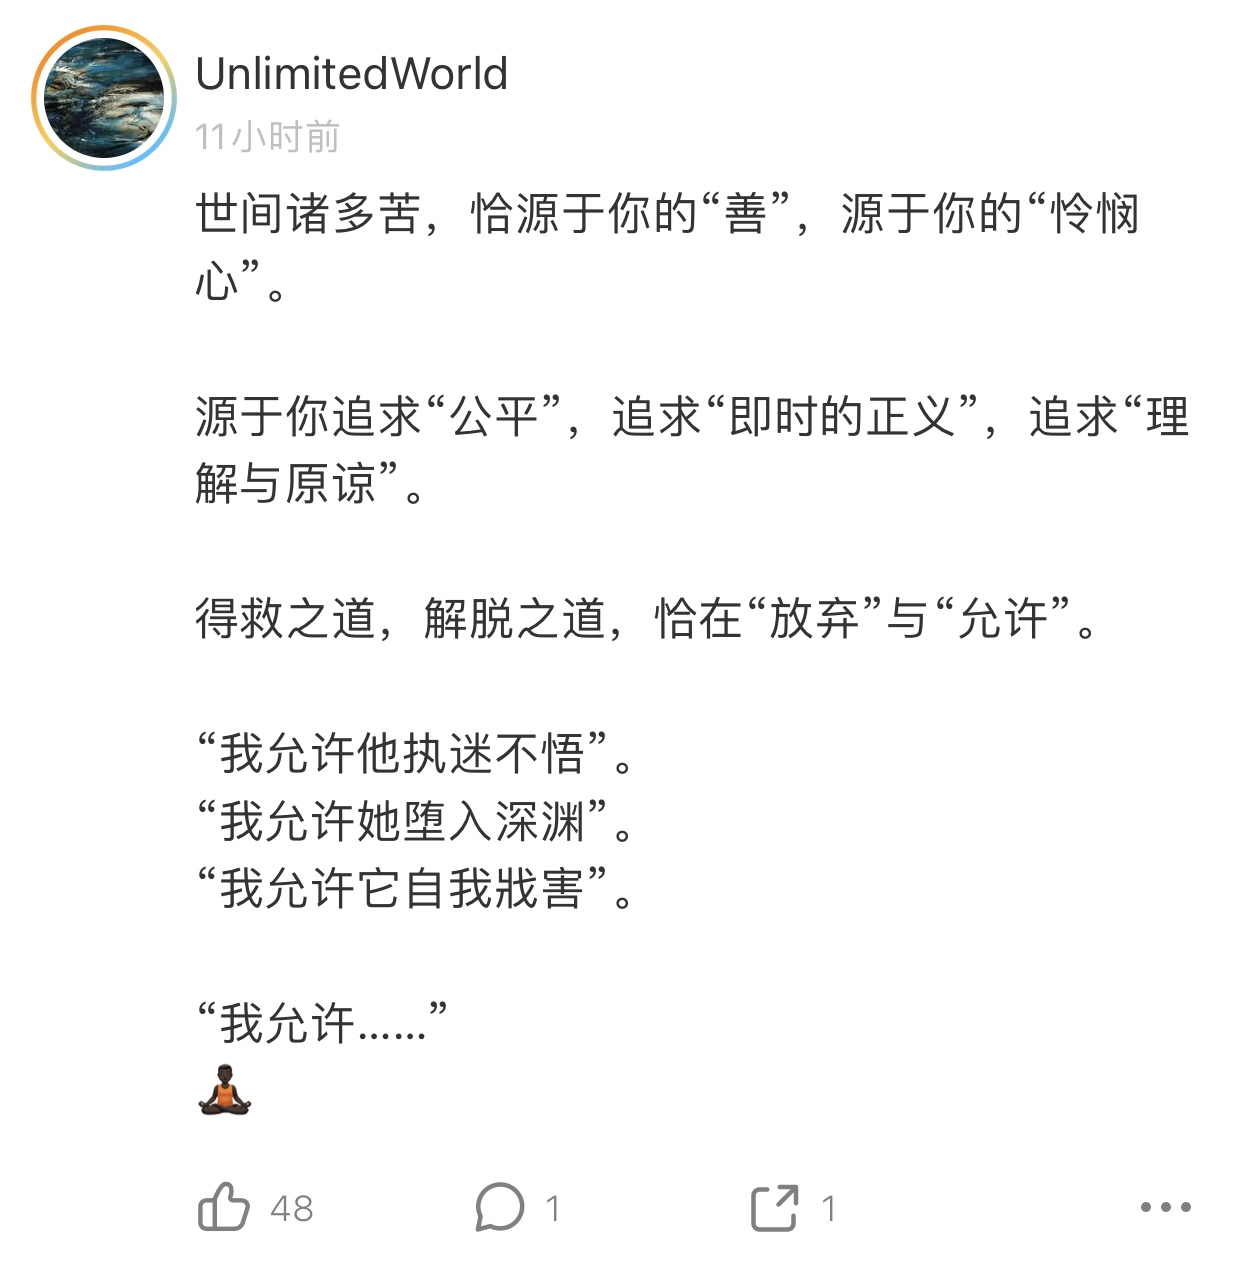 UnlimitedWorld
11小时前
世间诸多苦，恰源于你的“善”，源于你的“怜悯
心”。
源于你追求“公平”，追求“即时的正义”，追求“理
解与原谅”。
得救之道，解脱之道，恰在“放弃”与“允许”。
“我允许他执迷不悟”。
“我允许她堕入深渊”。
“我允许它自我戕害”。
“我允许……”
48
1
1